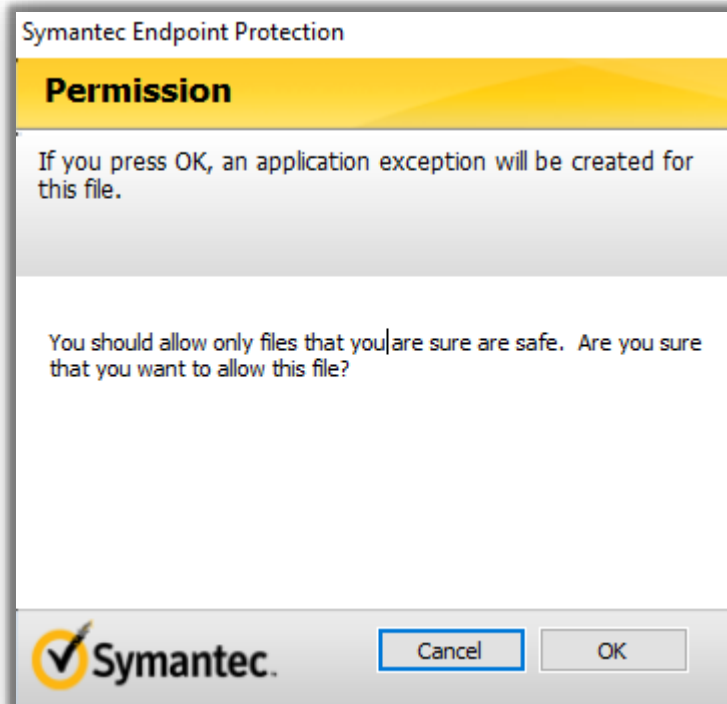 Symantec Endpoint Protection
Permission
If you press OK, an application exception will be created for
this file.
You should allow only files that you are sure are safe.  Are you sure
that you want to allow this file?
Symantec.
Cancel
OK